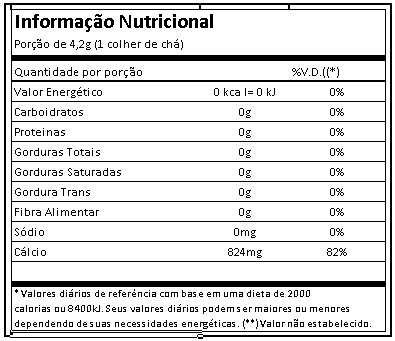 Informação Nutricional
Porção de 4,2g (1 colher de chá)
Quantidade por porção %V.D.((*)
Valor Energético 0 kca l= 0 kJ 0%
Carboidratos 0g 0%
Proteinas 0g 0%
Gorduras Totais 0g 0%
Gorduras Saturadas 0g 0%
Gordura Trans 0g 0%
Fibra Alimentar 0g 0%
Sódio 0mg 0%
Cálcio 824mg 82%
* Valores diários de referência com base em uma dieta de 2000
calorias ou 8400kJ. Seus valores diários podem ser maiores ou menores
dependendo de suas necessidades energéticas. (**) Valor não estabelecido.